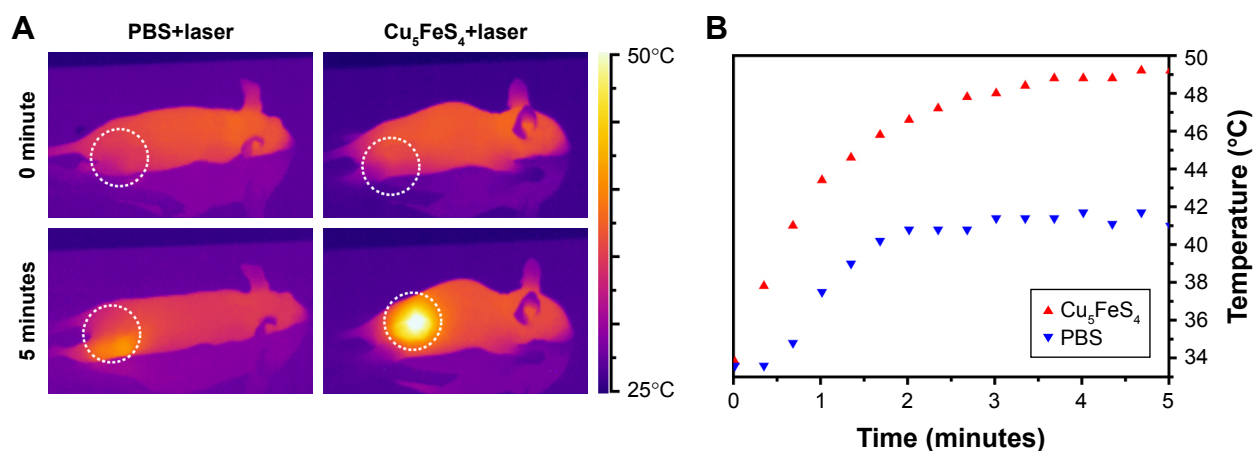 A
PBS+laser
Cu₅FeS₄+laser
0 minute
5 minutes
50°C
25°C
B
50
48
46
44
42
40
38
36
34
Temperature (°C)
Cu₅FeS₄
PBS
0
1
2
3
4
5
Time (minutes)